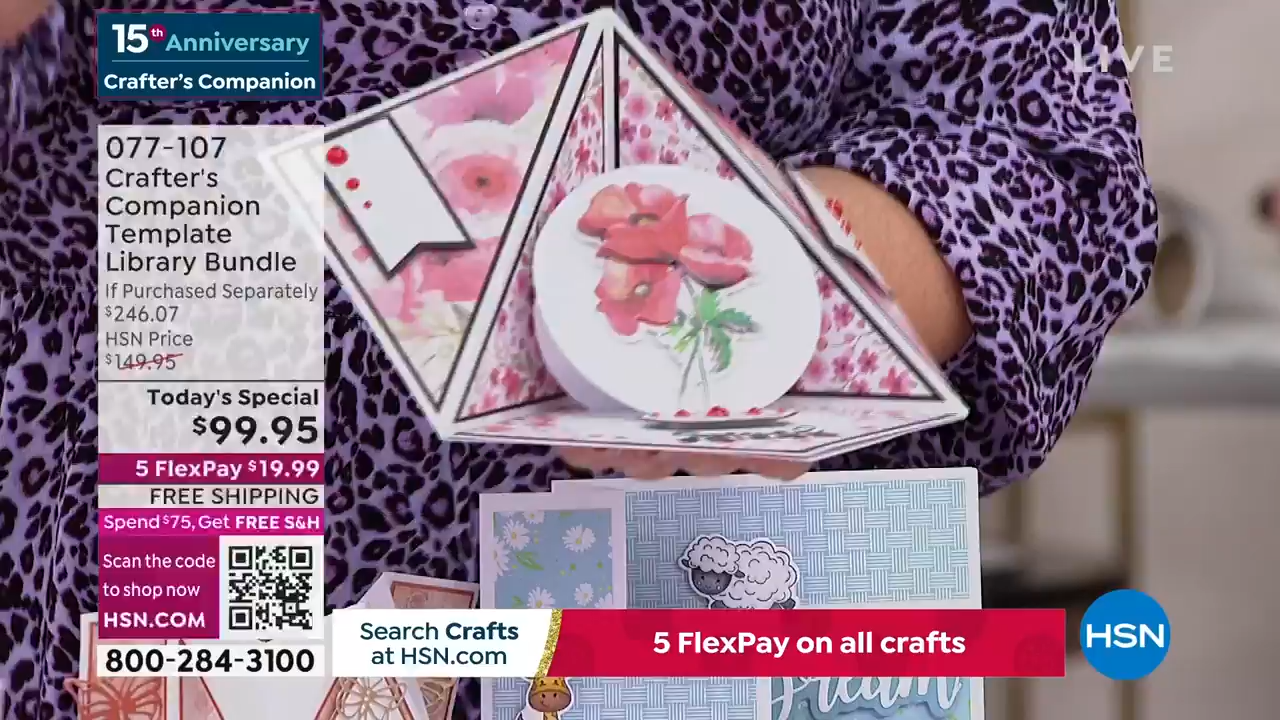 15th Anniversary
Crafter's Companion
LIVE
077-107
Crafter's
Companion
Template
Library Bundle
If Purchased Separately
$246.07
HSN Price
$149.95
Today's Special
$99.95
5 FlexPay $19.99
FREE SHIPPING
Spend $75, Get FREE S&H
Scan the code
to shop now
HSN.COM
800-284-3100
Search Crafts
at HSN.com
5 FlexPay on all crafts
HSN
Dream